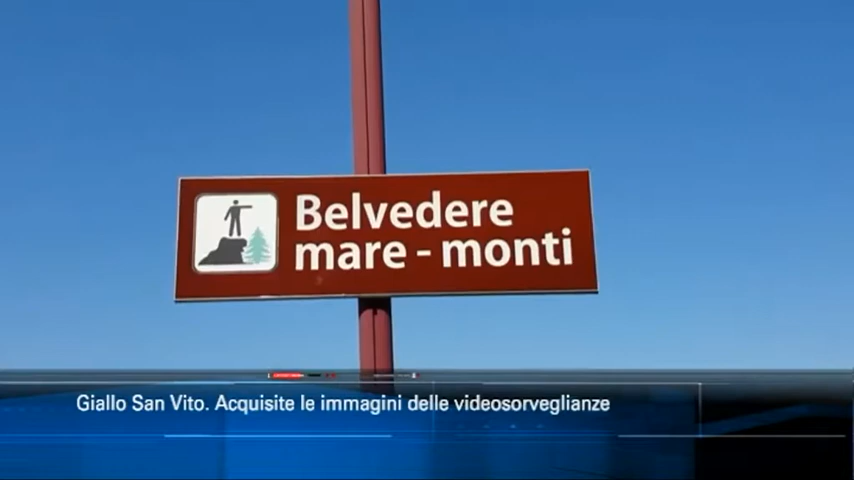 Belvedere
mare - monti
Giallo San Vito. Acquisite le immagini delle videosorveglianze